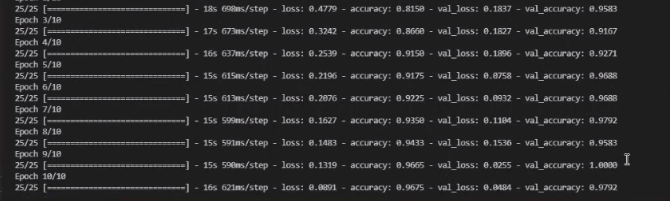 25/25 [==============================] - 18s 698ms/step - loss: 0.4779 - accuracy: 0.8150 - val_loss: 0.1837 - val_accuracy: 0.9583
Epoch 3/10
25/25 [==============================] - 17s 673ms/step - loss: 0.3242 - accuracy: 0.8660 - val_loss: 0.1827 - val_accuracy: 0.9167
Epoch 4/10
25/25 [==============================] - 16s 637ms/step - loss: 0.2539 - accuracy: 0.9150 - val_loss: 0.1896 - val_accuracy: 0.9271
Epoch 5/10
25/25 [==============================] - 15s 615ms/step - loss: 0.2196 - accuracy: 0.9175 - val_loss: 0.0758 - val_accuracy: 0.9688
Epoch 6/10
25/25 [==============================] - 15s 613ms/step - loss: 0.2076 - accuracy: 0.9225 - val_loss: 0.0932 - val_accuracy: 0.9688
Epoch 7/10
25/25 [==============================] - 15s 599ms/step - loss: 0.1627 - accuracy: 0.9350 - val_loss: 0.1104 - val_accuracy: 0.9792
Epoch 8/10
25/25 [==============================] - 15s 591ms/step - loss: 0.1483 - accuracy: 0.9433 - val_loss: 0.1536 - val_accuracy: 0.9583
Epoch 9/10
25/25 [==============================] - 15s 590ms/step - loss: 0.1319 - accuracy: 0.9665 - val_loss: 0.0255 - val_accuracy: 1.0000
Epoch 10/10
25/25 [==============================] - 16s 621ms/step - loss: 0.0891 - accuracy: 0.9675 - val_loss: 0.0484 - val_accuracy: 0.9792